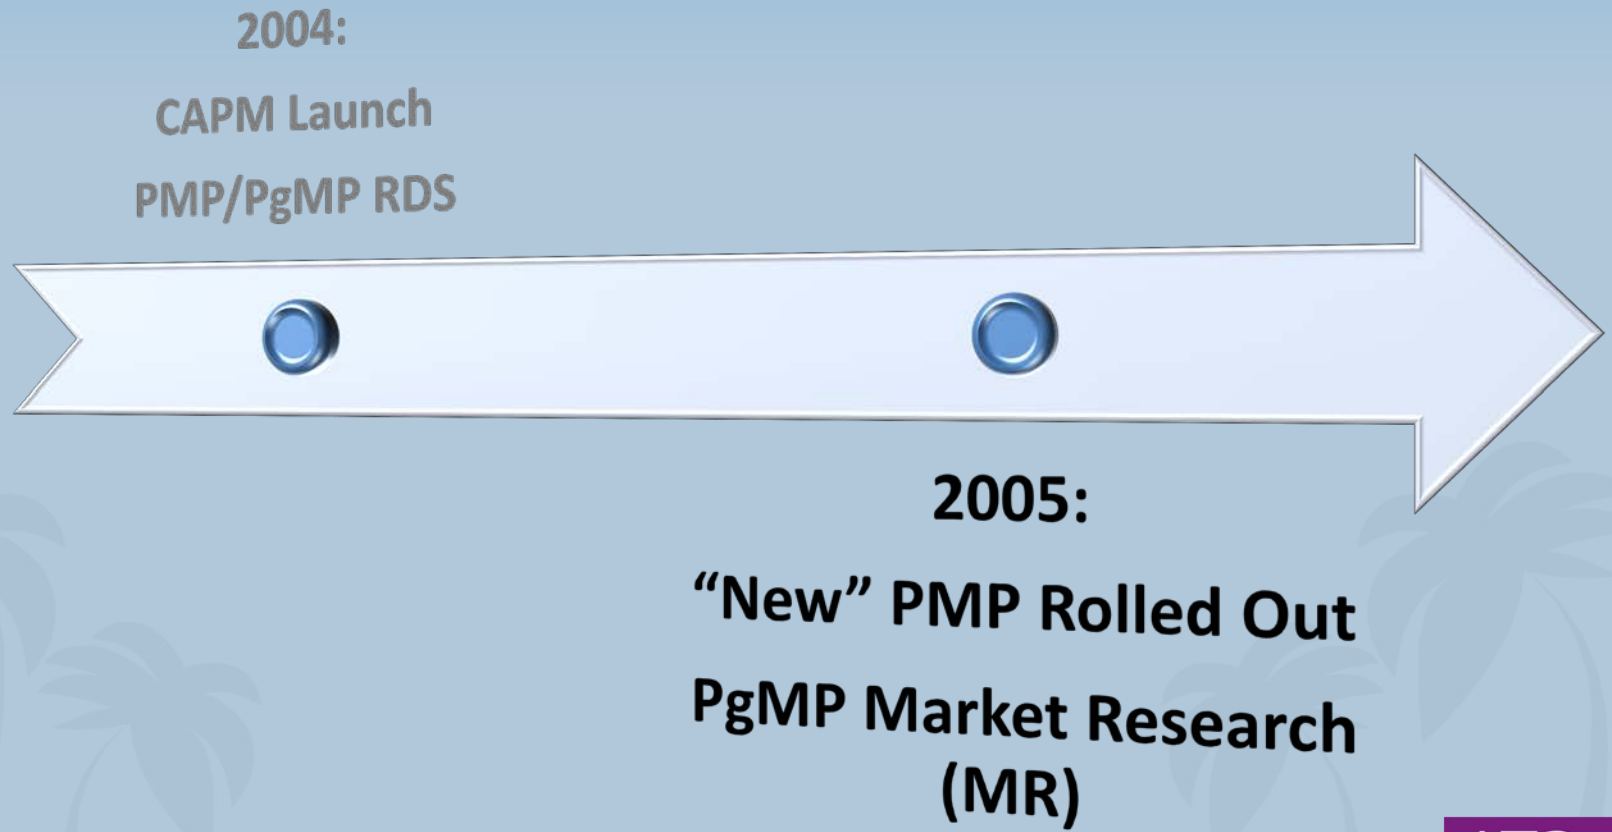 2004:
CAPM Launch
PMP/PgMP RDS
2005:
“New” PMP Rolled Out
PgMP Market Research
(MR)